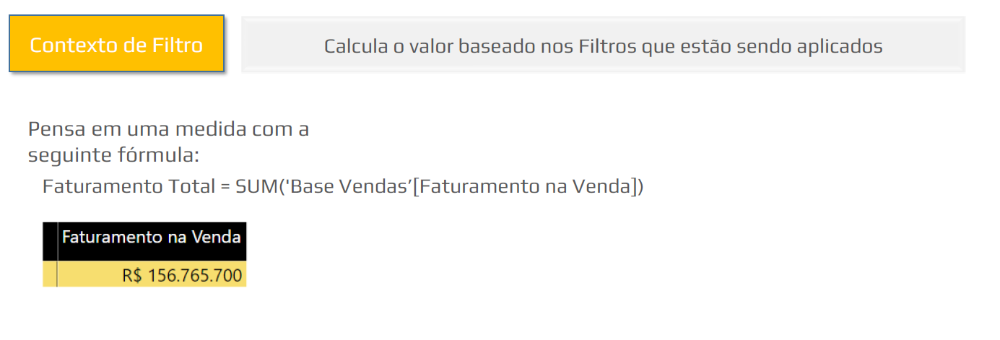 Contexto de Filtro
Calcula o valor baseado nos Filtros que estão sendo aplicados
Pensa em uma medida com a
seguinte fórmula:
Faturamento Total = SUM('Base Vendas’[Faturamento na Venda])
Faturamento na Venda
R$ 156.765.700